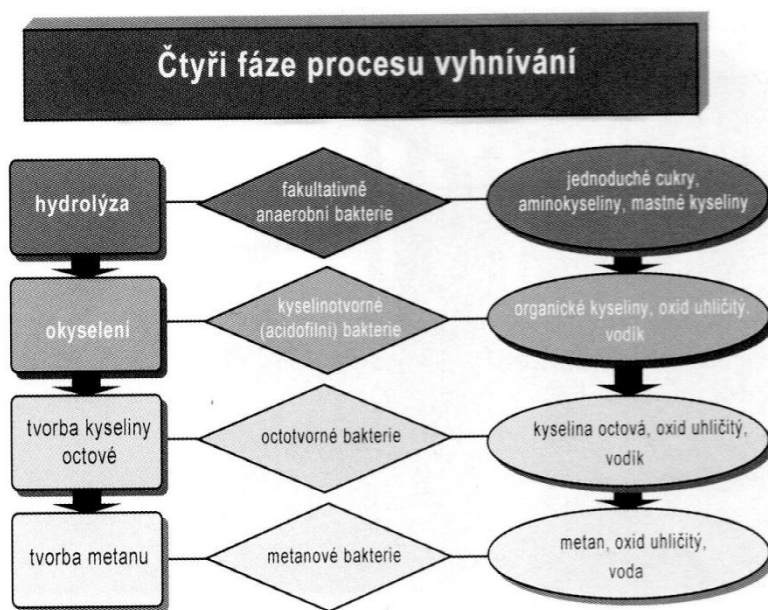 Čtyři fáze procesu vyhnívání
hydrolýza
fakultativně
anaerobní bakterie
jednoduché cukry,
aminokyseliny, mastné kyseliny
okyselení
kyselinotvorné
(acidofilní) bakterie
organické kyseliny, oxid uhličitý,
vodík
tvorba kyseliny
octové
octotvorné bakterie
kyselina octová, oxid uhličitý,
vodík
tvorba metanu
metanové bakterie
metan, oxid uhličitý,
voda